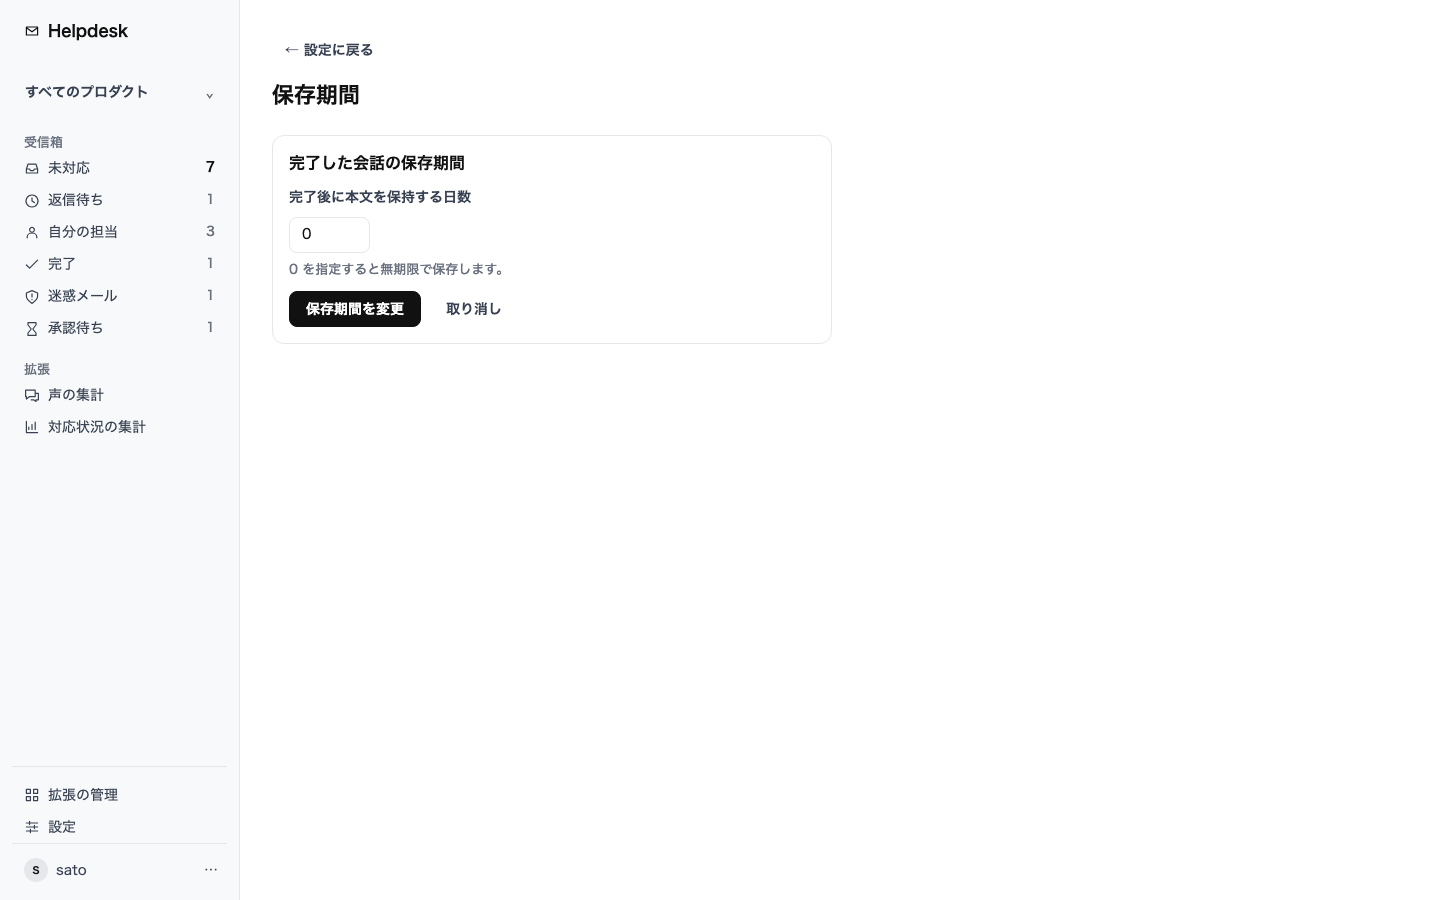 Helpdesk
すべてのプロダクト
受信箱
未対応 7
返信待ち 1
自分の担当 3
完了 1
迷惑メール 1
承認待ち 1
拡張
声の集計
対応状況の集計
拡張の管理
設定
S sato ···
← 設定に戻る
保存期間
完了した会話の保存期間
完了後に本文を保持する日数
0
0 を指定すると無期限で保存します。
保存期間を変更 取り消し